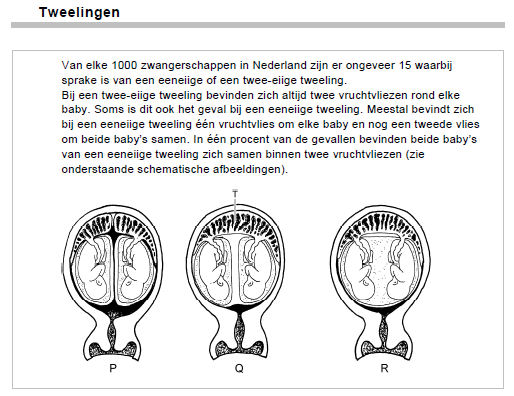 Tweelingen
Van elke 1000 zwangerschappen in Nederland zijn er ongeveer 15 waarbij
sprake is van een eeneiige of een twee-eiige tweeling.
Bij een twee-eiige tweeling bevinden zich altijd twee vruchtvliezen rond elke
baby. Soms is dit ook het geval bij een eeneiige tweeling. Meestal bevindt zich
bij een eeneiige tweeling één vruchtvlies om elke baby en nog een tweede vlies
om beide baby's samen. In één procent van de gevallen bevinden beide baby's
van een eeneiige tweeling zich samen binnen twee vruchtvliezen (zie
onderstaande schematische afbeeldingen).
T
P Q R